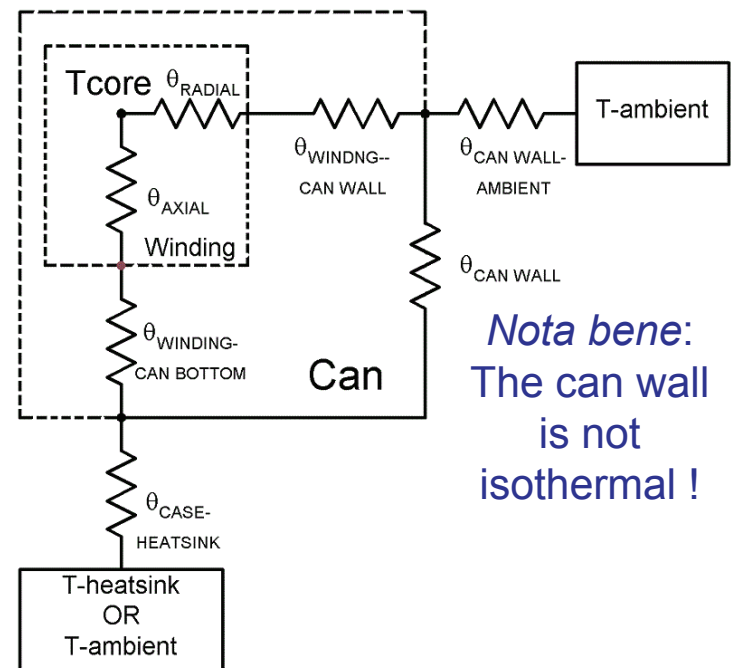 Tcore
θRADIAL
T-ambient
θWINDNG--
CAN WALL
θCAN WALL-
AMBIENT
θAXIAL
Winding
θCAN WALL
θWINDING-
CAN BOTTOM
Can
Nota bene:
The can wall
is not
isothermal !
θCASE-
HEATSINK
T-heatsink
OR
T-ambient